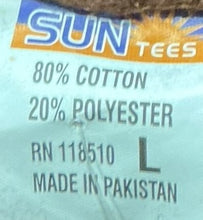 SUN TEES
80% COTTON
20% POLYESTER
RN 118510 L
MADE IN PAKISTAN